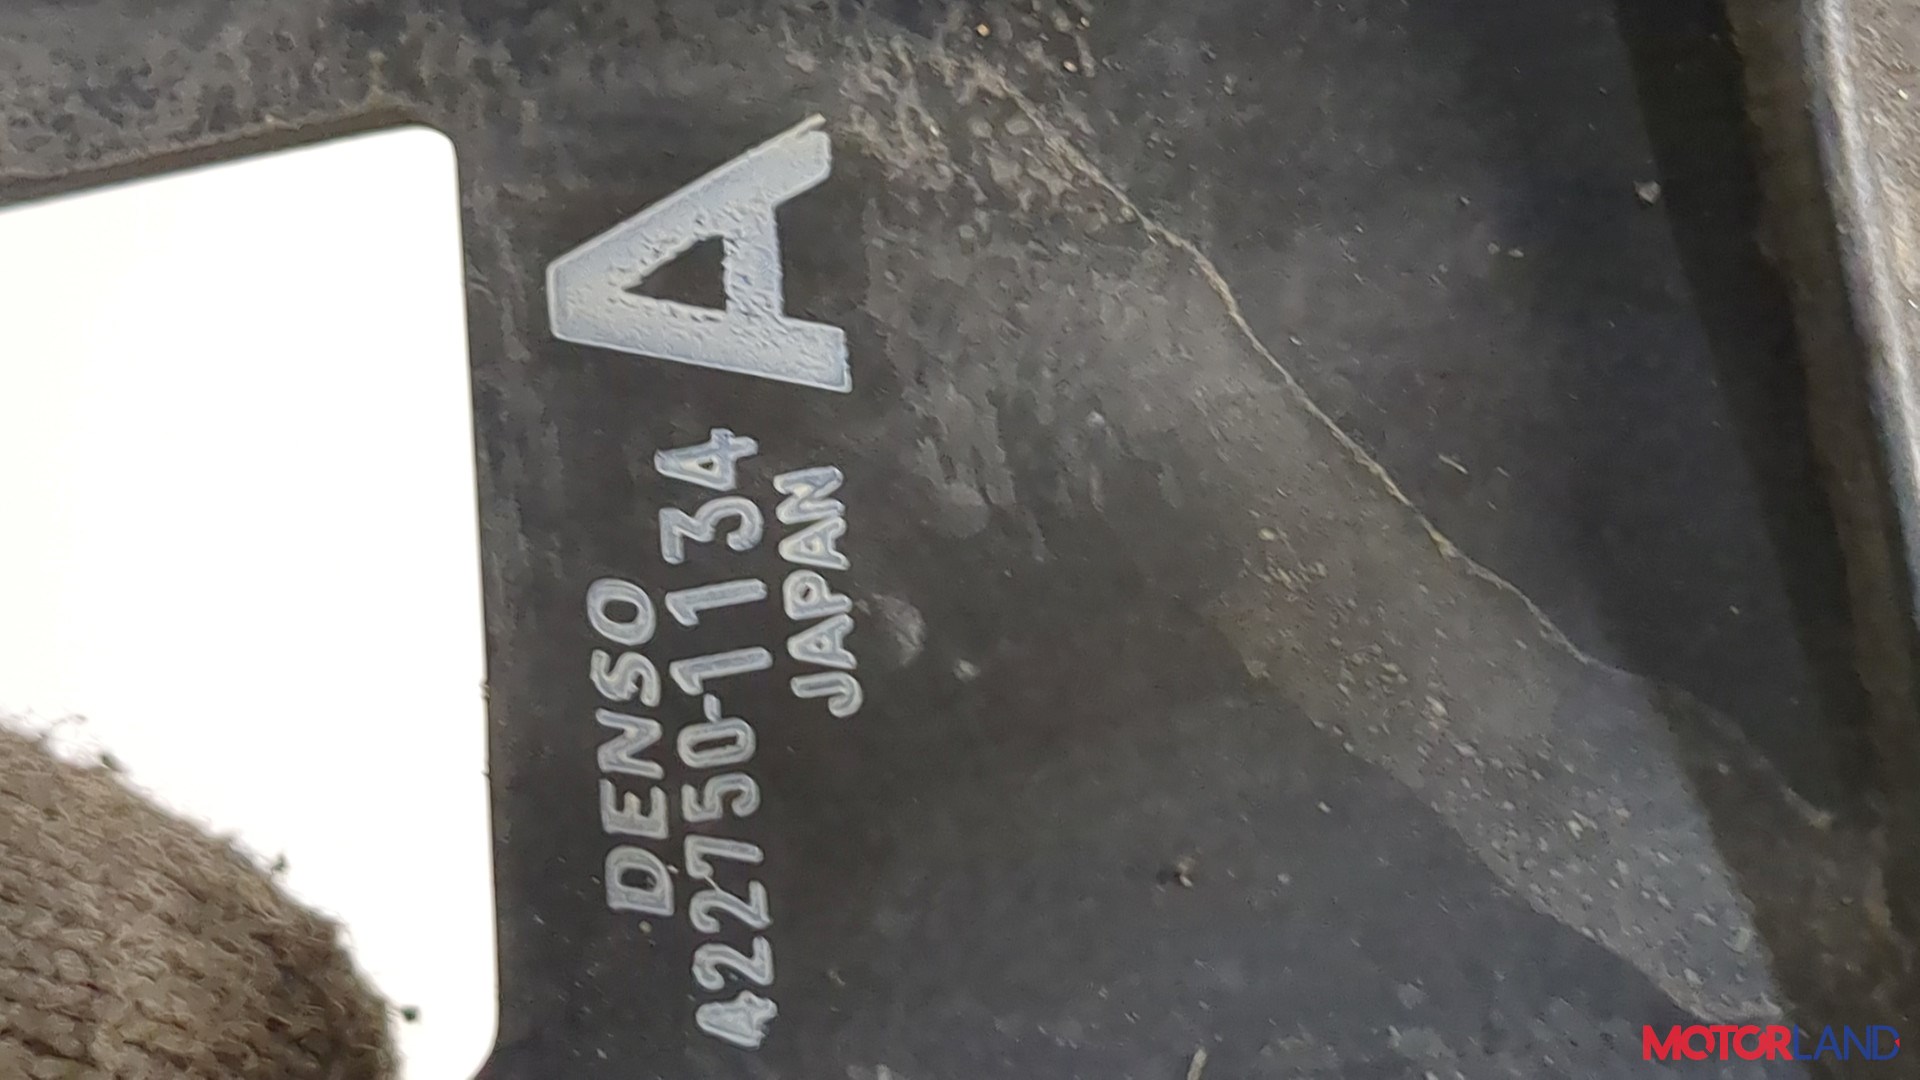 DENSO
422750-1134
JAPAN
A
MOTORLAND